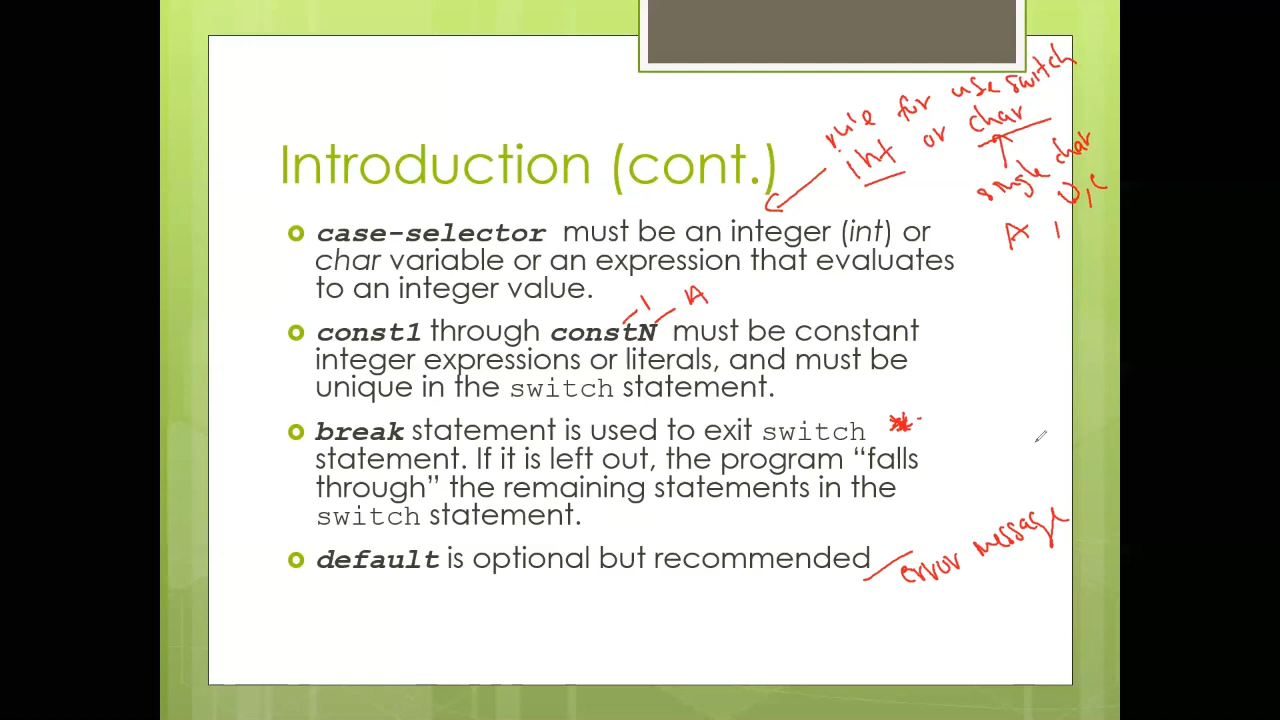 rule for use switch
int or char
single char
A , B, C
Introduction (cont.)
case-selector must be an integer (int) or
char variable or an expression that evaluates
to an integer value.
1 A
const1 through constN must be constant
integer expressions or literals, and must be
unique in the switch statement.
break statement is used to exit switch *
statement. If it is left out, the program “falls
through” the remaining statements in the
switch statement.
default is optional but recommended
error message